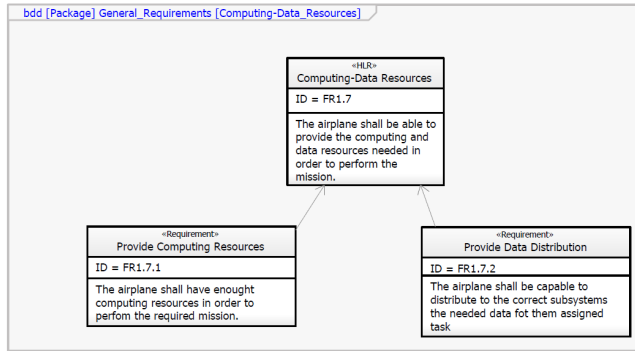 bdd [Package] General_Requirements [Computing-Data_Resources]
«HLR»
Computing-Data Resources
ID = FR1.7
The airplane shall be able to
provide the computing and
data resources needed in
order to perform the
mission.
«Requirement»
Provide Computing Resources
ID = FR1.7.1
The airplane shall have enought
computing resources in order to
perfom the required mission.
«Requirement»
Provide Data Distribution
ID = FR1.7.2
The airplane shall be capable to
distribute to the correct subsystems
the needed data fot them assigned
task